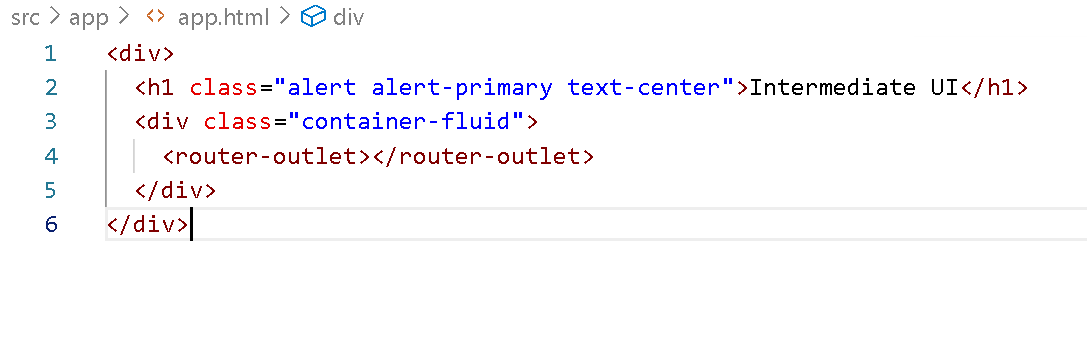 src > app > <> app.html > div
1 <div>
2   <h1 class="alert alert-primary text-center">Intermediate UI</h1>
3   <div class="container-fluid">
4     <router-outlet></router-outlet>
5   </div>
6 </div>